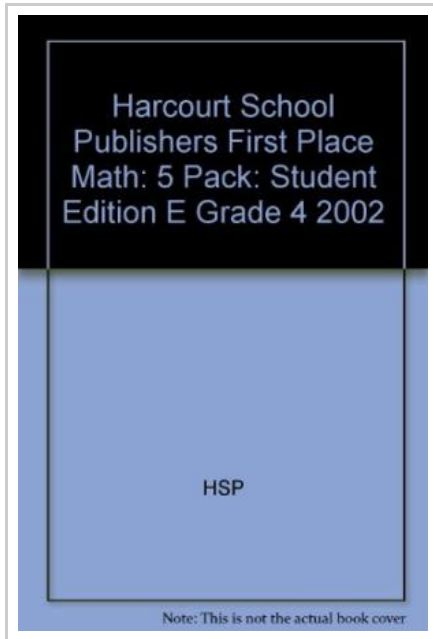 Harcourt School
Publishers First Place
Math: 5 Pack: Student
Edition E Grade 4 2002
HSP
Note: This is not the actual book cover